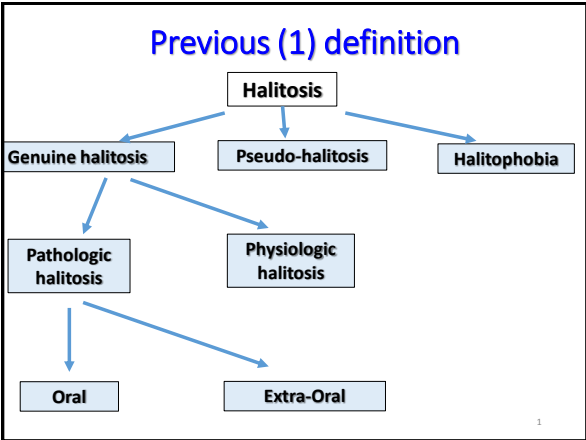 Previous (1) definition
Halitosis
Genuine halitosis
Pseudo-halitosis
Halitophobia
Pathologic
halitosis
Physiologic
halitosis
Oral
Extra-Oral
1